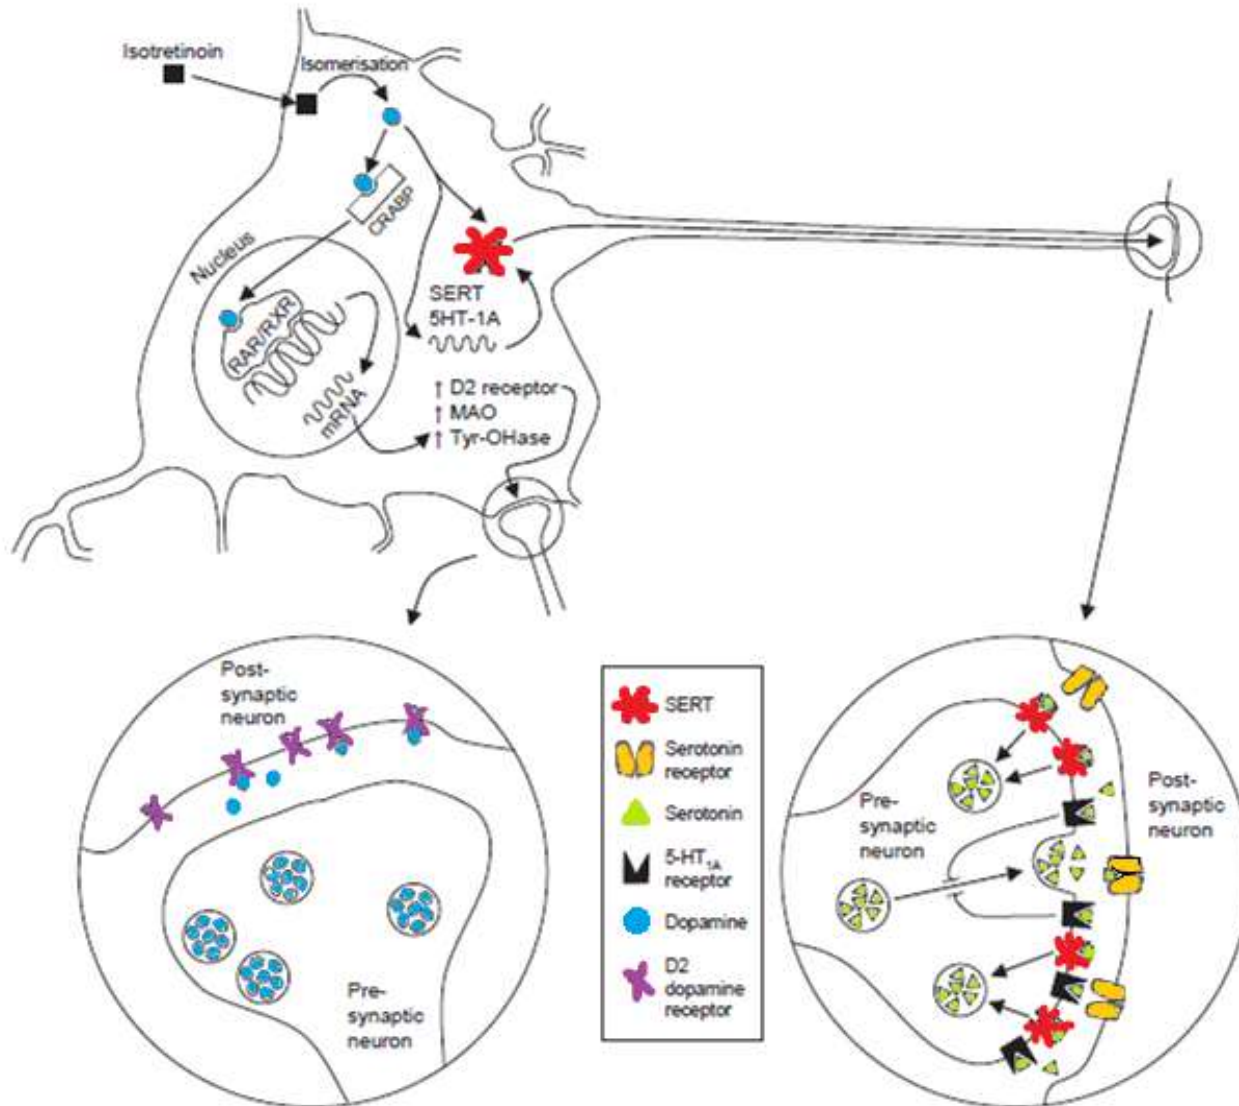 Isotretinoin
Isomerisation
CRABP
Nucleus
RAR/RXR
mRNA
SERT
5HT-1A
↑ D2 receptor
↑ MAO
↑ Tyr-OHase
Post-
synaptic
neuron
Pre-
synaptic
neuron
SERT
Serotonin
receptor
Serotonin
5-HT1A
receptor
Dopamine
D2
dopamine
receptor
Pre-
synaptic
neuron
Post-
synaptic
neuron